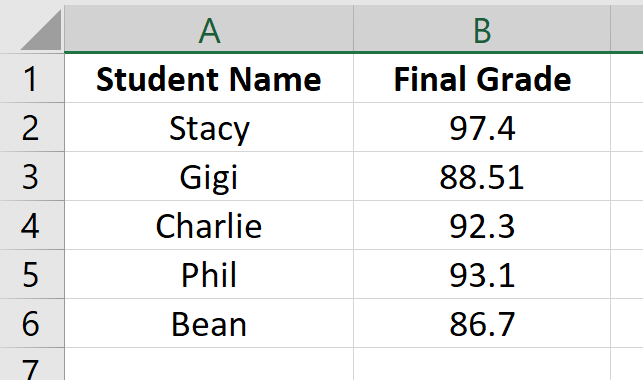 A B
1 Student Name Final Grade
2 Stacy 97.4
3 Gigi 88.51
4 Charlie 92.3
5 Phil 93.1
6 Bean 86.7
7